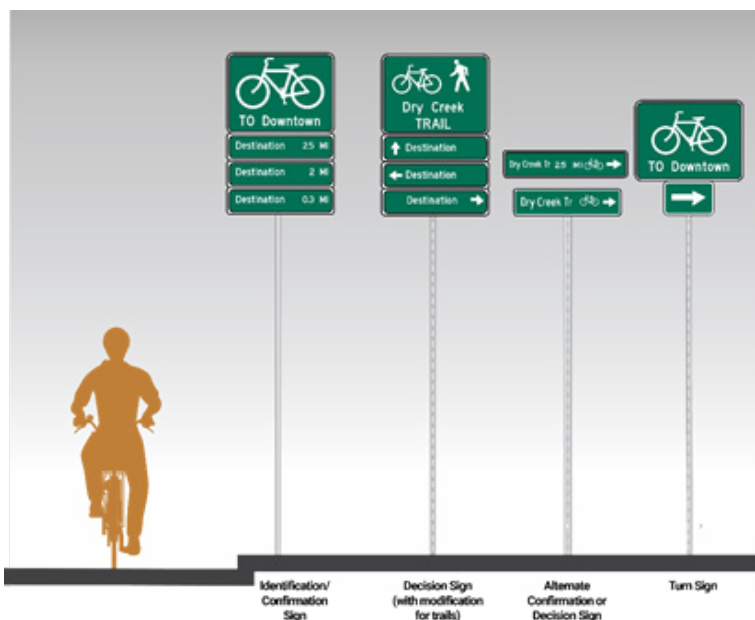 TO Downtown
Destination 2.5 MI
Destination 2 MI
Destination 0.3 MI
Dry Creek
TRAIL
Destination
Destination
Destination
Dry Creek Tr 2.5 MI
Dry Creek Tr
TO Downtown
Identification/
Confirmation
Sign
Decision Sign
(with modification
for trails)
Alternate
Confirmation or
Decision Sign
Turn Sign